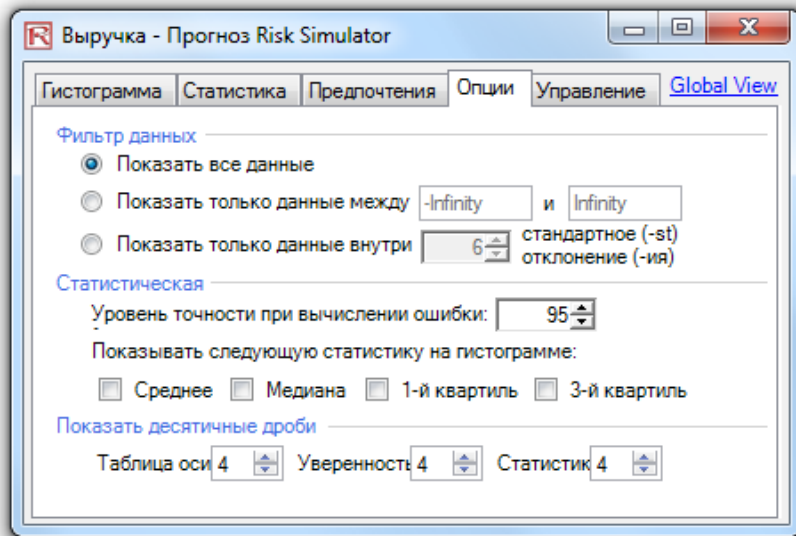 Выручка - Прогноз Risk Simulator
Гистограмма Статистика Предпочтения Опции Управление Global View
Фильтр данных
Показать все данные
Показать только данные между -Infinity и Infinity
Показать только данные внутри 6 стандартное (-st)
отклонение (-ия)
Статистическая
Уровень точности при вычислении ошибки: 95
Показывать следующую статистику на гистограмме:
Среднее Медиана 1-й квартиль 3-й квартиль
Показать десятичные дроби
Таблица оси 4 Уверенность 4 Статистик 4